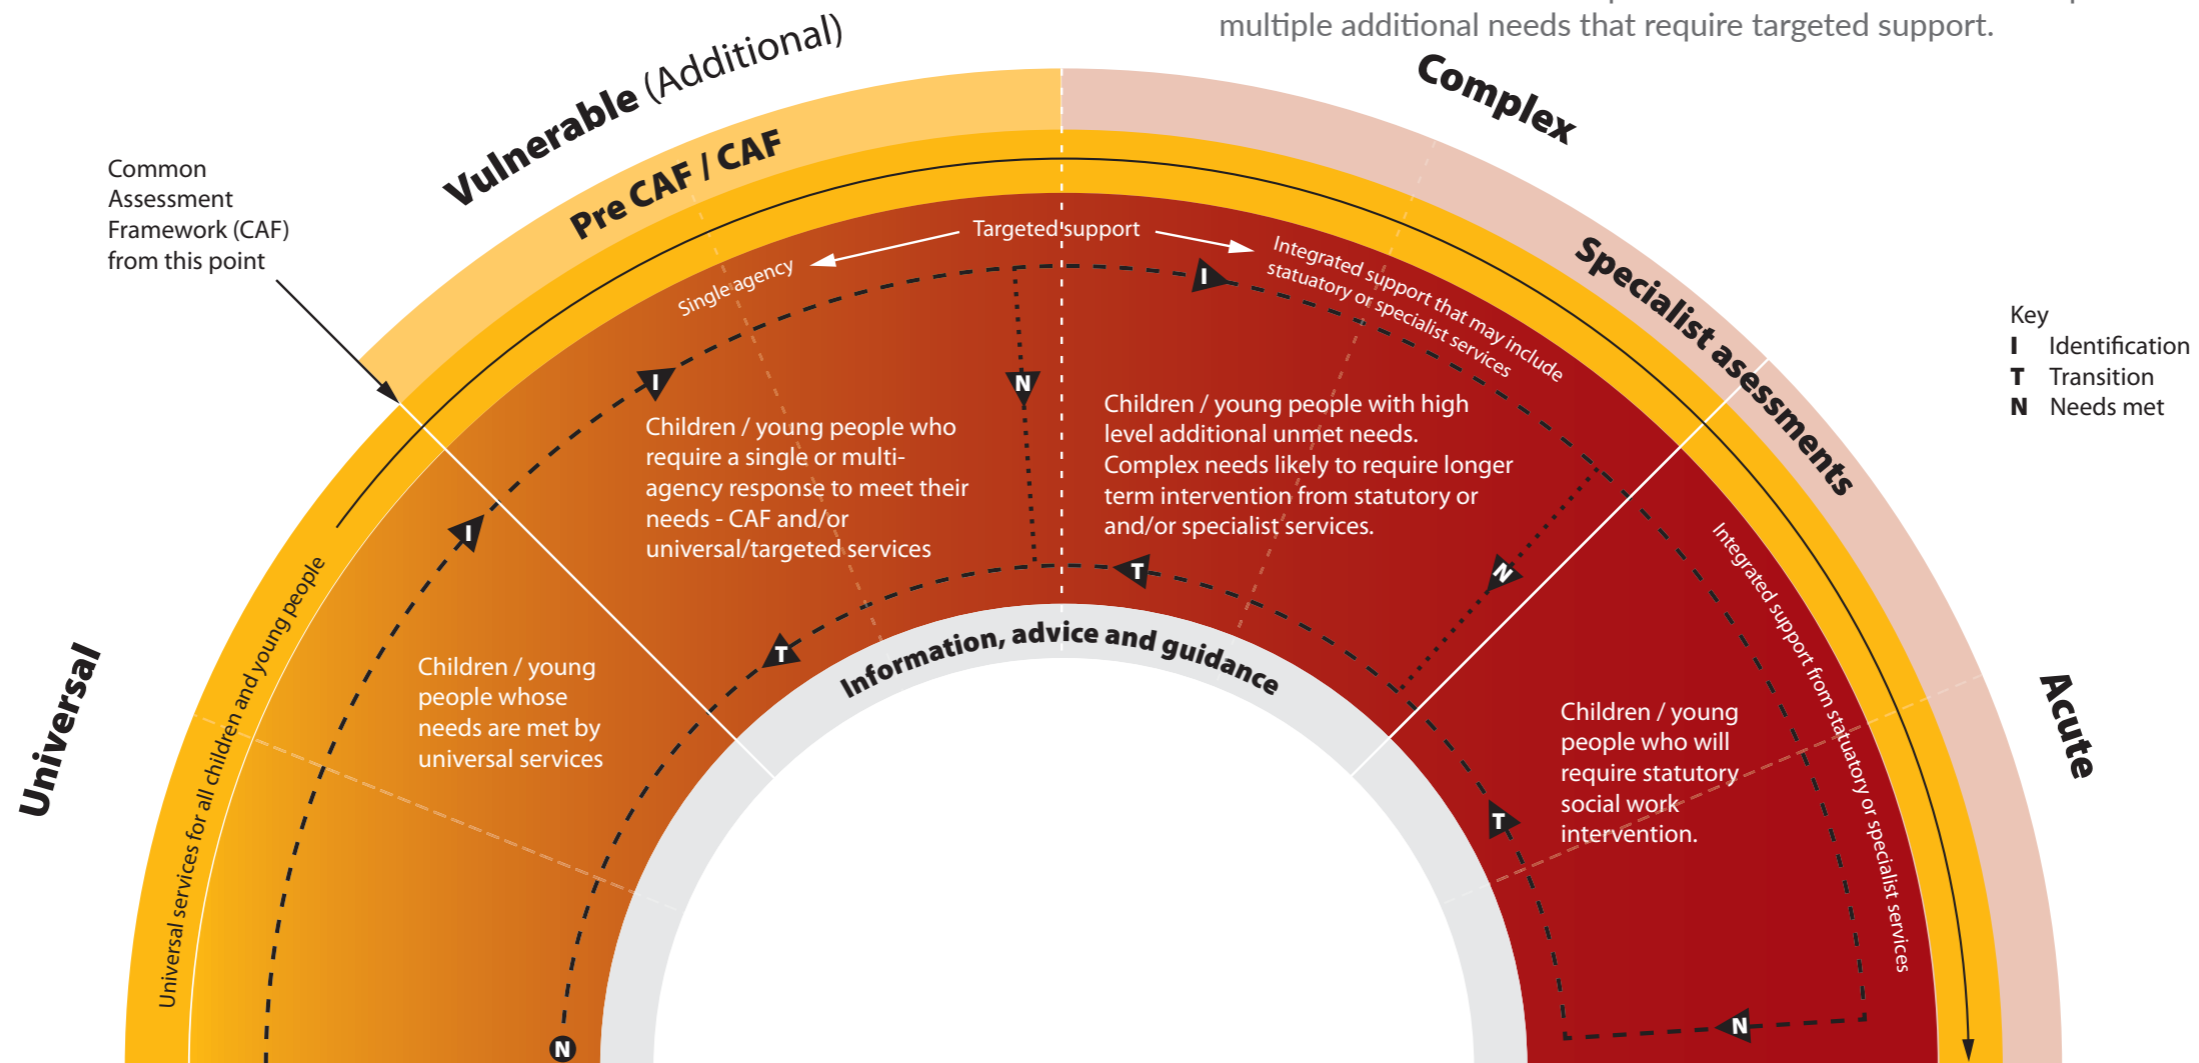 multiple additional needs that require targeted support.
Vulnerable (Additional)
Complex
Pre CAF / CAF
Common
Assessment
Framework (CAF)
from this point
Targeted support
Single agency
Integrated support that may include
statuatory or specialist services
Specialist asessments
Key
I Identification
T Transition
N Needs met
I
I
N
Children / young people who
require a single or multi-
agency response to meet their
needs - CAF and/or
universal/targeted services
Children / young people with high
level additional unmet needs.
Complex needs likely to require longer
term intervention from statutory or
and/or specialist services.
I
N
T
T
Information, advice and guidance
Universal
Universal services for all children and young people
Children / young
people whose
needs are met by
universal services
Integrated support from statuatory or specialist services
Acute
Children / young
people who will
require statutory
social work
intervention.
T
N
N